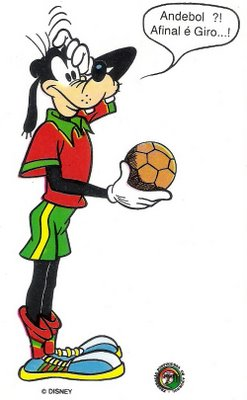 Andebol ?!
Afinal é Giro...!
© DISNEY